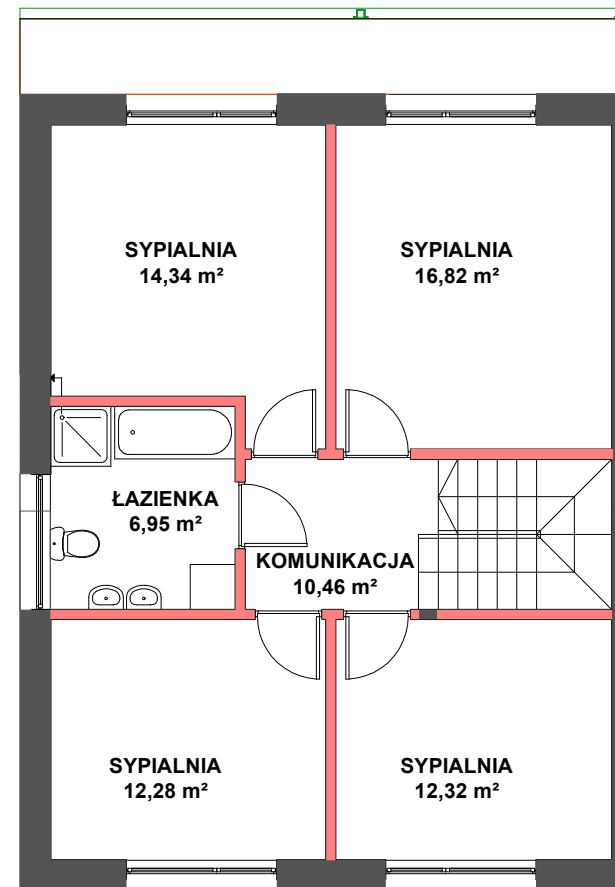 SYPIALNIA
14,34 m²
SYPIALNIA
16,82 m²
ŁAZIENKA
6,95 m²
KOMUNIKACJA
10,46 m²
SYPIALNIA
12,28 m²
SYPIALNIA
12,32 m²